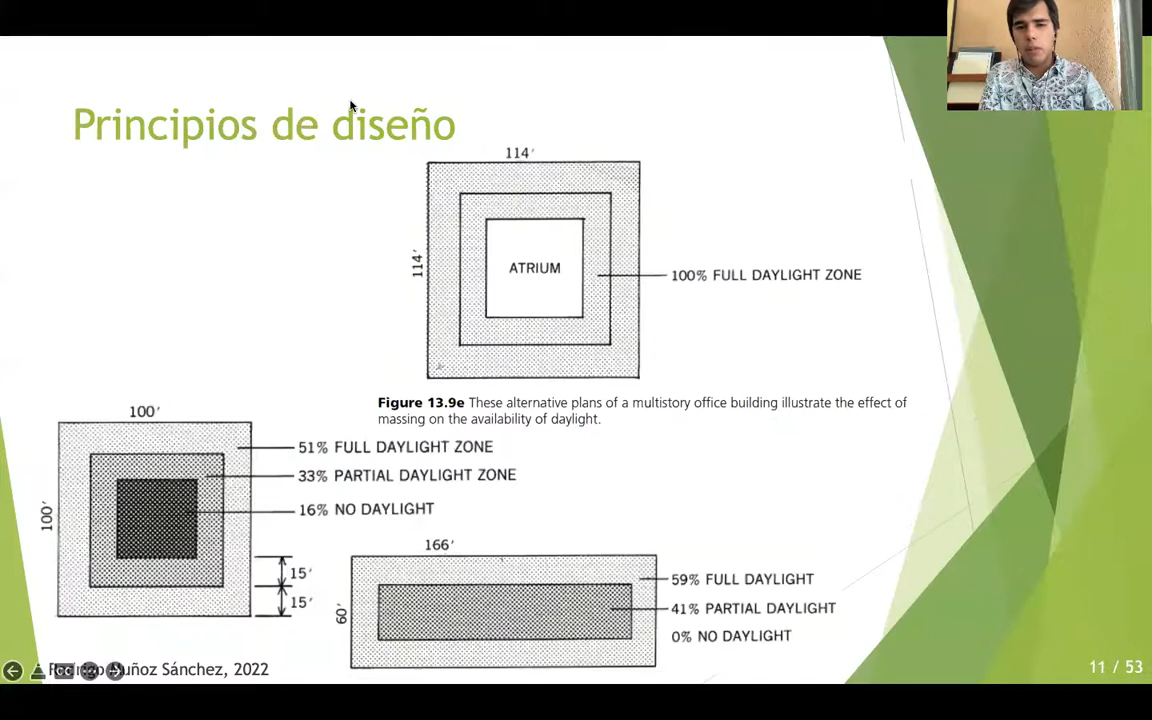 Principios de diseño
114'
114'
ATRIUM
100% FULL DAYLIGHT ZONE
Figure 13.9e These alternative plans of a multistory office building illustrate the effect of
massing on the availability of daylight.
100'
100'
51% FULL DAYLIGHT ZONE
33% PARTIAL DAYLIGHT ZONE
16% NO DAYLIGHT
15'
15'
166'
60'
59% FULL DAYLIGHT
41% PARTIAL DAYLIGHT
0% NO DAYLIGHT
Rodrigo Muñoz Sánchez, 2022
11 / 53